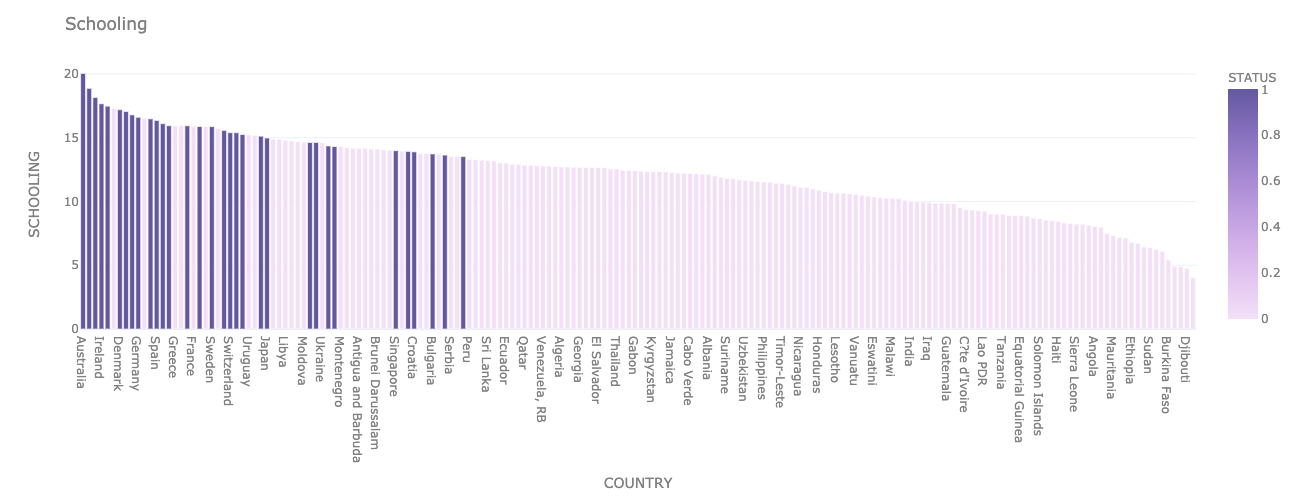 Schooling
STATUS
1
0.8
0.6
0.4
0.2
0
SCHOOLING
20
15
10
5
0
Australia
Ireland
Denmark
Germany
Spain
Greece
France
Sweden
Switzerland
Uruguay
Japan
Libya
Moldova
Ukraine
Montenegro
Antigua and Barbuda
Brunei Darussalam
Singapore
Croatia
Bulgaria
Serbia
Peru
Sri Lanka
Ecuador
Qatar
Venezuela, RB
Algeria
Georgia
El Salvador
Thailand
Gabon
Kyrgyzstan
Jamaica
Cabo Verde
Albania
Suriname
Uzbekistan
Philippines
Timor-Leste
Nicaragua
Honduras
Lesotho
Vanuatu
Eswatini
Malawi
India
Iraq
Guatemala
C?te d'Ivoire
Lao PDR
Tanzania
Equatorial Guinea
Solomon Islands
Haiti
Sierra Leone
Angola
Mauritania
Ethiopia
Sudan
Burkina Faso
Djibouti
COUNTRY